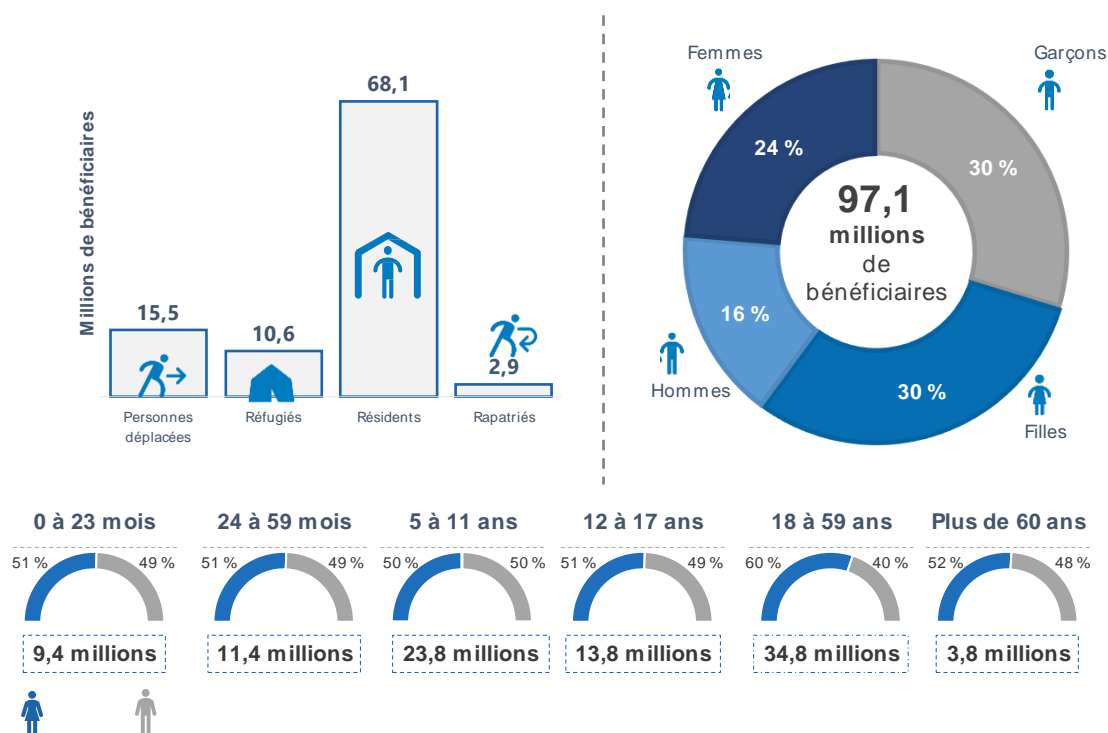 Millions de bénéficiaires
68,1
15,5
10,6
2,9
Personnes
déplacées
Réfugiés
Résidents
Rapatriés
Femmes
Garçons
24 %
30 %
97,1
millions
de
bénéficiaires
16 %
Hommes
30 %
Filles
0 à 23 mois
51 %
49 %
9,4 millions
24 à 59 mois
51 %
49 %
11,4 millions
5 à 11 ans
50 %
50 %
23,8 millions
12 à 17 ans
51 %
49 %
13,8 millions
18 à 59 ans
60 %
40 %
34,8 millions
Plus de 60 ans
52 %
48 %
3,8 millions